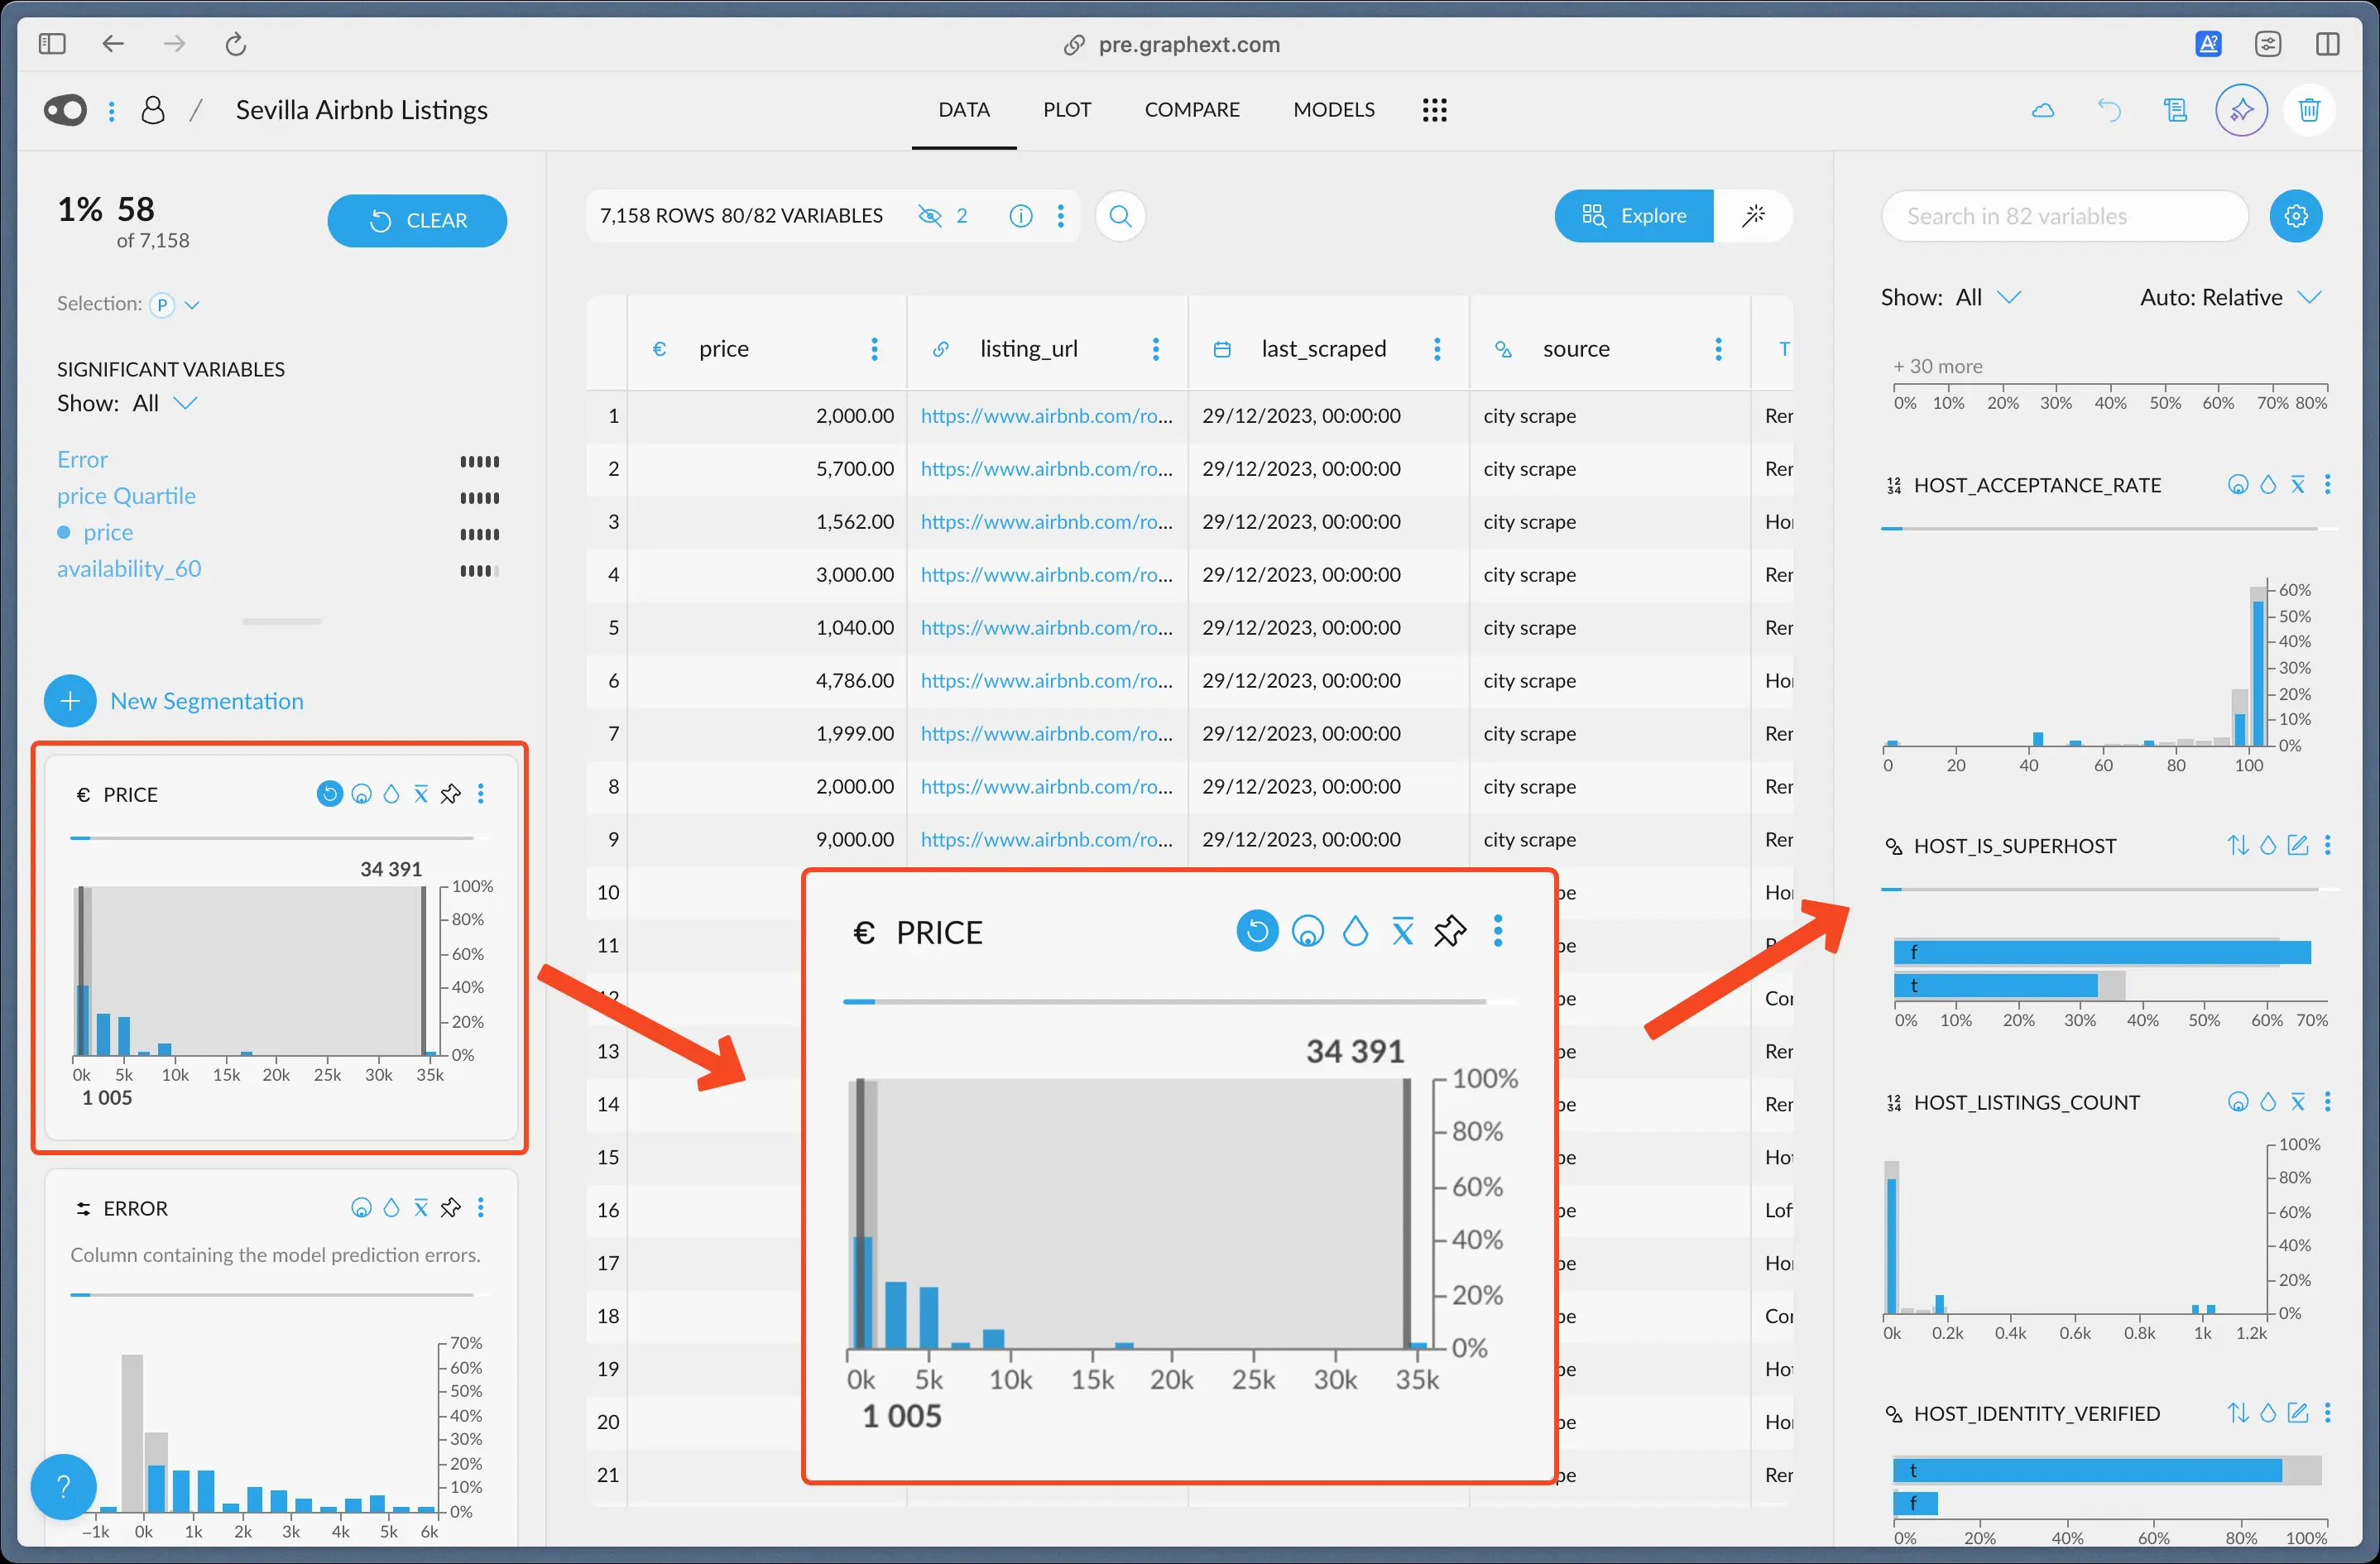 pre.graphext.com
Sevilla Airbnb Listings
DATA PLOT COMPARE MODELS
1% 58
of 7,158
CLEAR
Selection: P
SIGNIFICANT VARIABLES
Show: All
Error
price Quartile
price
availability_60
New Segmentation
€ PRICE
34 391
100%
80%
60%
40%
20%
0%
0k 5k 10k 15k 20k 25k 30k 35k
1 005
ERROR
Column containing the model prediction errors.
70%
60%
50%
40%
30%
20%
10%
0%
−1k 0k 1k 2k 3k 4k 5k 6k
?
7,158 ROWS 80/82 VARIABLES 2
Explore
€ price listing_url last_scraped source T
1 2,000.00 https://www.airbnb.com/ro... 29/12/2023, 00:00:00 city scrape Rer
2 5,700.00 https://www.airbnb.com/ro... 29/12/2023, 00:00:00 city scrape Rer
3 1,562.00 https://www.airbnb.com/ro... 29/12/2023, 00:00:00 city scrape Ho
4 3,000.00 https://www.airbnb.com/ro... 29/12/2023, 00:00:00 city scrape Rer
5 1,040.00 https://www.airbnb.com/ro... 29/12/2023, 00:00:00 city scrape Rer
6 4,786.00 https://www.airbnb.com/ro... 29/12/2023, 00:00:00 city scrape Ho
7 1,999.00 https://www.airbnb.com/ro... 29/12/2023, 00:00:00 city scrape Rer
8 2,000.00 https://www.airbnb.com/ro... 29/12/2023, 00:00:00 city scrape Rer
9 9,000.00 https://www.airbnb.com/ro... 29/12/2023, 00:00:00 city scrape Rer
10 pe Ho
11 pe
12 pe Co
13 pe Rer
14 pe Rer
15 pe Ho
16 pe Lof
17 pe Ho
18 pe Co
19 pe Ho
20 pe Ho
21 pe Rer
€ PRICE
34 391
100%
80%
60%
40%
20%
0%
0k 5k 10k 15k 20k 25k 30k 35k
1 005
Search in 82 variables
Show: All Auto: Relative
+ 30 more
0% 10% 20% 30% 40% 50% 60% 70% 80%
12 34 HOST_ACCEPTANCE_RATE
60%
50%
40%
30%
20%
10%
0%
0 20 40 60 80 100
HOST_IS_SUPERHOST
f
t
0% 10% 20% 30% 40% 50% 60% 70%
12 34 HOST_LISTINGS_COUNT
100%
80%
60%
40%
20%
0%
0k 0.2k 0.4k 0.6k 0.8k 1k 1.2k
HOST_IDENTITY_VERIFIED
t
f
0% 20% 40% 60% 80% 100%